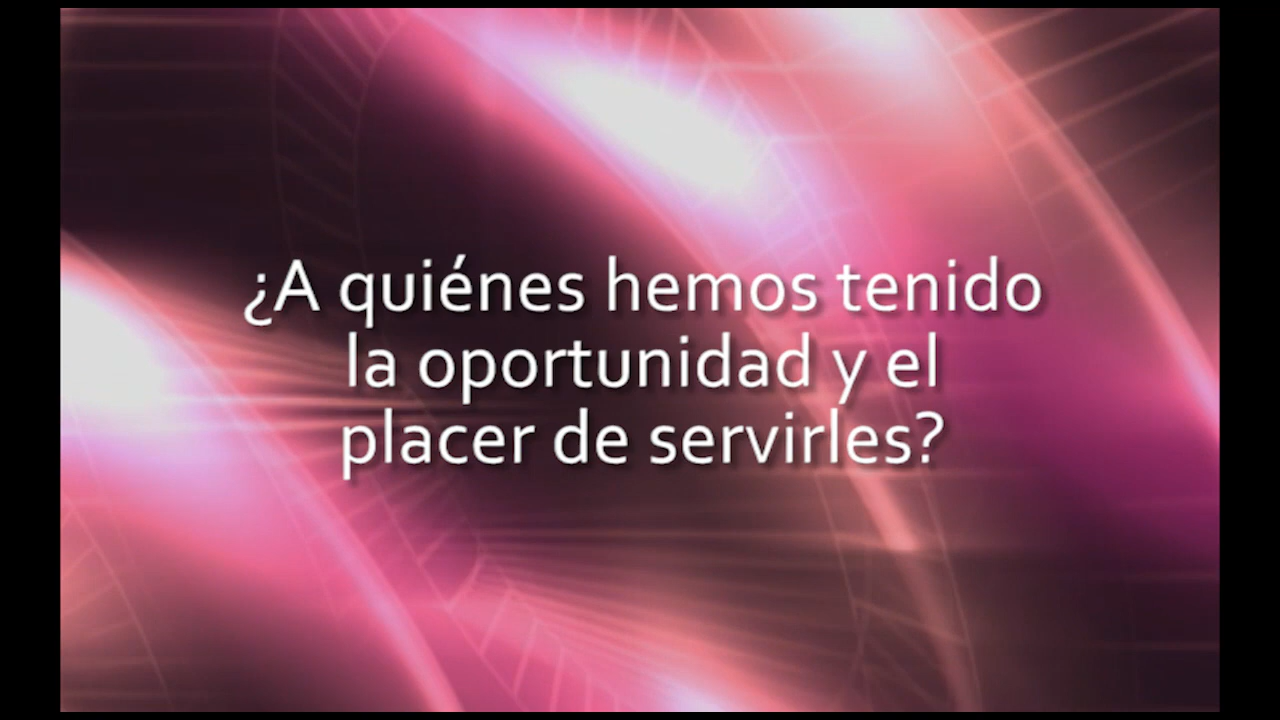 ¿A quiénes hemos tenido
la oportunidad y el
placer de servirles?